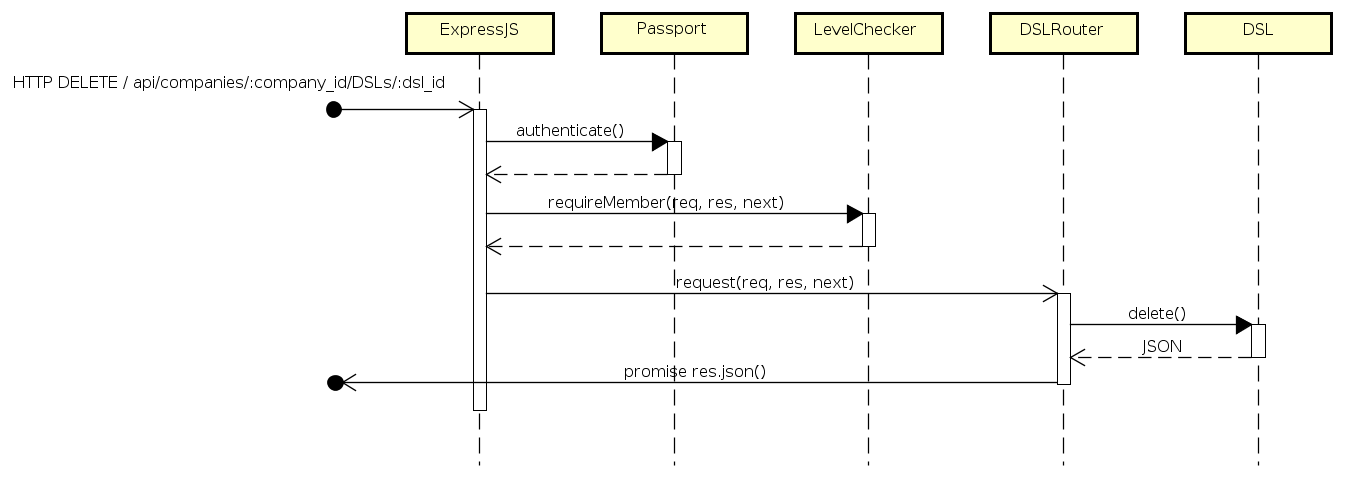 ExpressJS
Passport
LevelChecker
DSLRouter
DSL
HTTP DELETE / api/companies/:company_id/DSLs/:dsl_id
authenticate()
requireMember(req, res, next)
request(req, res, next)
delete()
JSON
promise res.json()